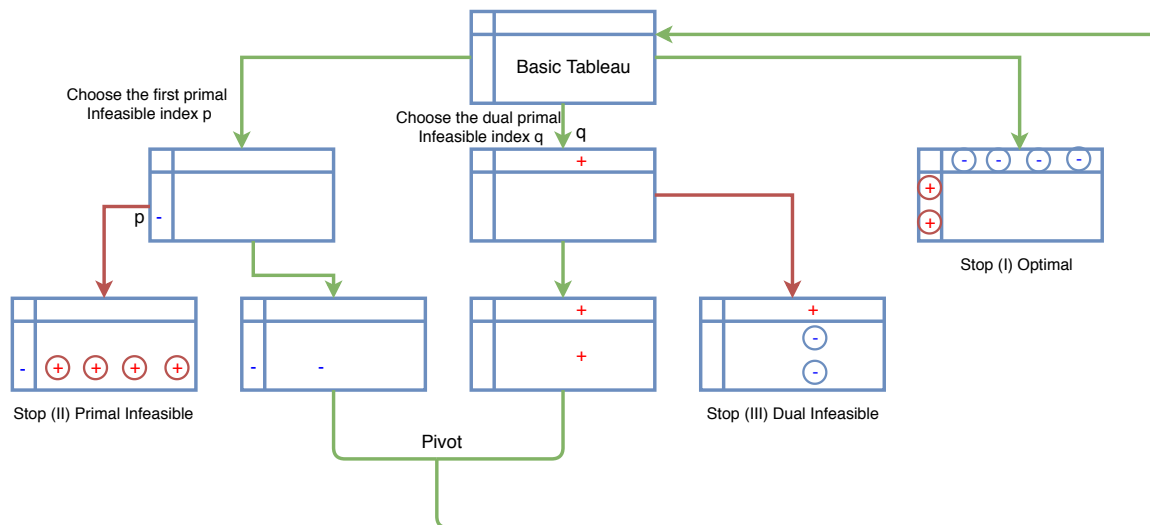 Basic Tableau
Choose the first primal
Infeasible index p
Choose the dual primal
Infeasible index q
q
+
- - - -
+
+
p
-
Stop (I) Optimal
+
+
-
-
- + + + +
- -
+
Stop (II) Primal Infeasible
Stop (III) Dual Infeasible
Pivot